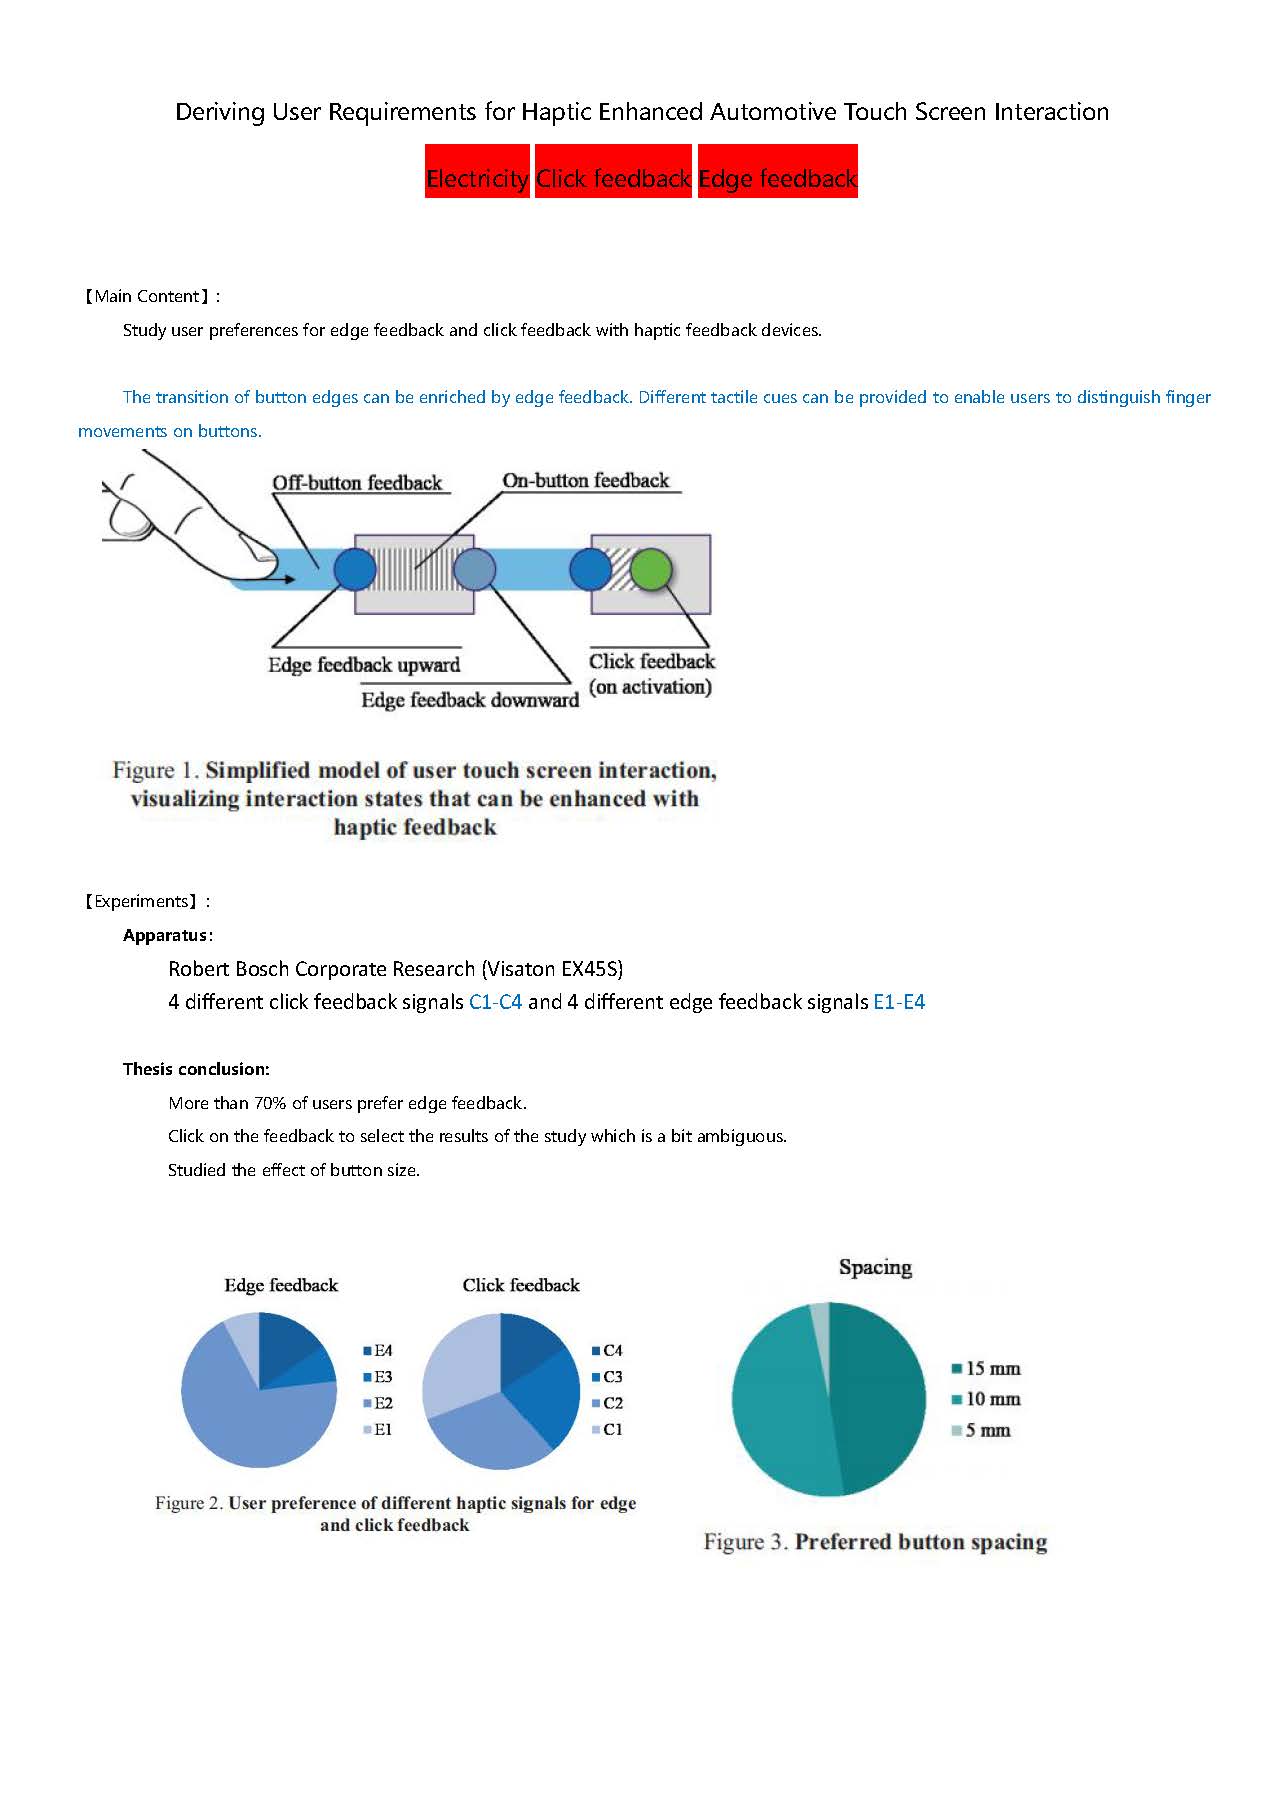 Deriving User Requirements for Haptic Enhanced Automotive Touch Screen Interaction
Electricity Click feedback Edge feedback
【Main Content】:
Study user preferences for edge feedback and click feedback with haptic feedback devices.
The transition of button edges can be enriched by edge feedback. Different tactile cues can be provided to enable users to distinguish finger
movements on buttons.
Off-button feedback
On-button feedback
Edge feedback upward
Edge feedback downward
Click feedback
(on activation)
Figure 1. Simplified model of user touch screen interaction,
visualizing interaction states that can be enhanced with
haptic feedback
【Experiments】:
Apparatus:
Robert Bosch Corporate Research (Visaton EX45S)
4 different click feedback signals C1-C4 and 4 different edge feedback signals E1-E4
Thesis conclusion:
More than 70% of users prefer edge feedback.
Click on the feedback to select the results of the study which is a bit ambiguous.
Studied the effect of button size.
Edge feedback
E4
E3
E2
E1
Click feedback
C4
C3
C2
C1
Figure 2. User preference of different haptic signals for edge
and click feedback
Spacing
15 mm
10 mm
5 mm
Figure 3. Preferred button spacing